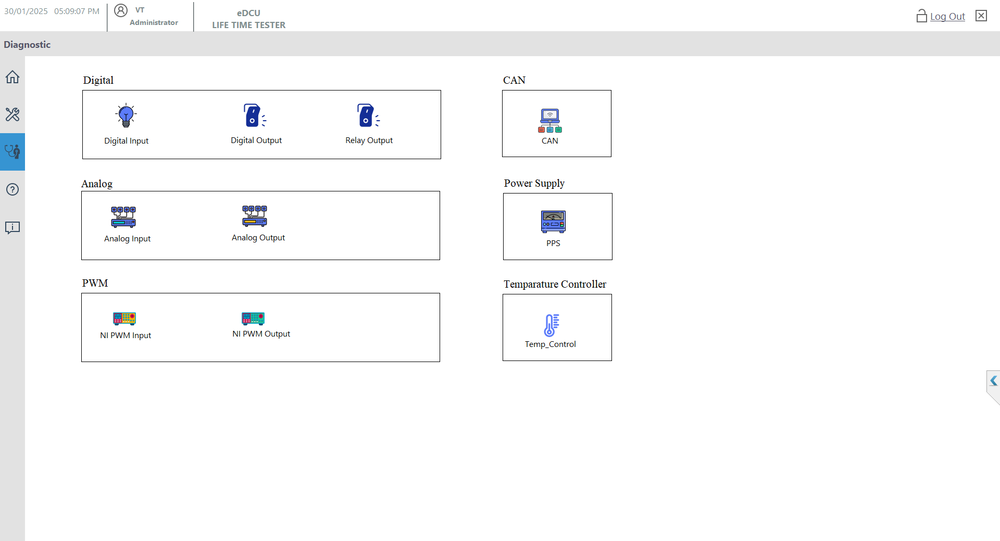 30/01/2025 05:09:07 PM
VT
Administrator
eDCU
LIFE TIME TESTER
Log Out
Diagnostic
Digital
Digital Input
Digital Output
Relay Output
CAN
CAN
Analog
Analog Input
Analog Output
Power Supply
PPS
PWM
NI PWM Input
NI PWM Output
Temparature Controller
Temp_Control